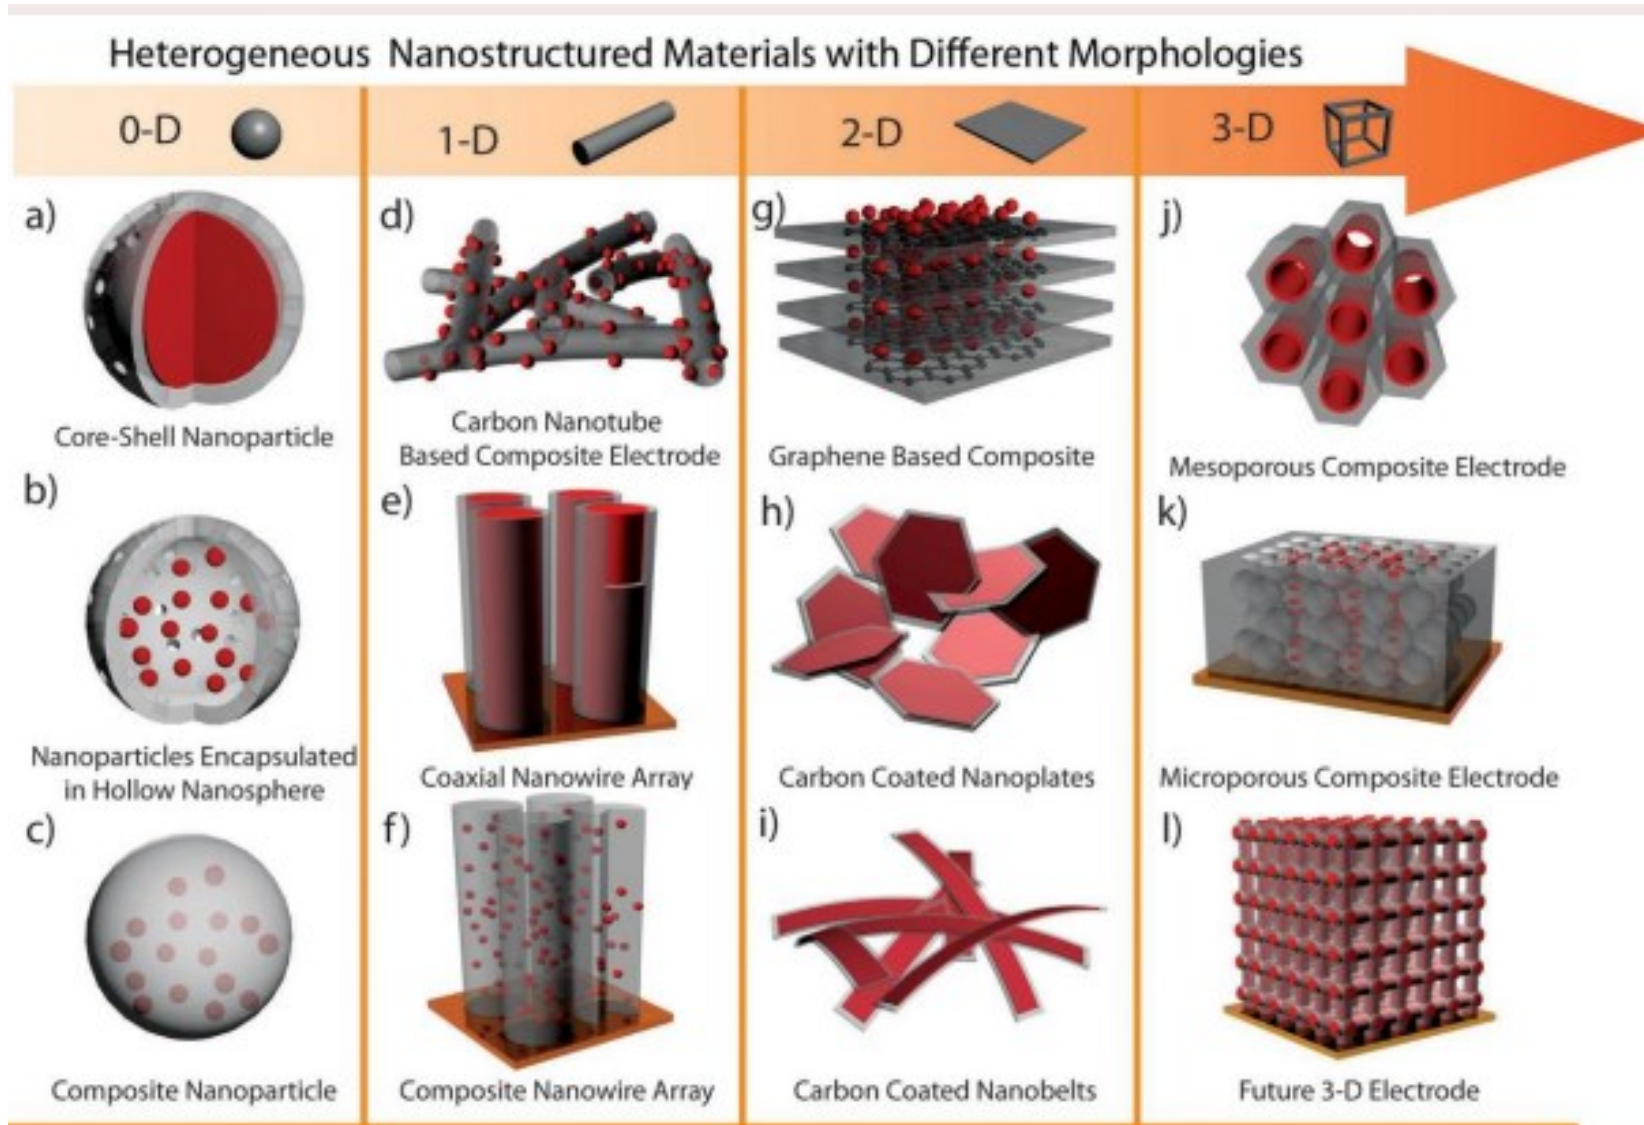 Heterogeneous Nanostructured Materials with Different Morphologies
0-D
1-D
2-D
3-D
a)
Core-Shell Nanoparticle
b)
Nanoparticles Encapsulated
in Hollow Nanosphere
c)
Composite Nanoparticle
d)
Carbon Nanotube
Based Composite Electrode
e)
Coaxial Nanowire Array
f)
Composite Nanowire Array
g)
Graphene Based Composite
h)
Carbon Coated Nanoplates
i)
Carbon Coated Nanobelts
j)
Mesoporous Composite Electrode
k)
Microporous Composite Electrode
l)
Future 3-D Electrode